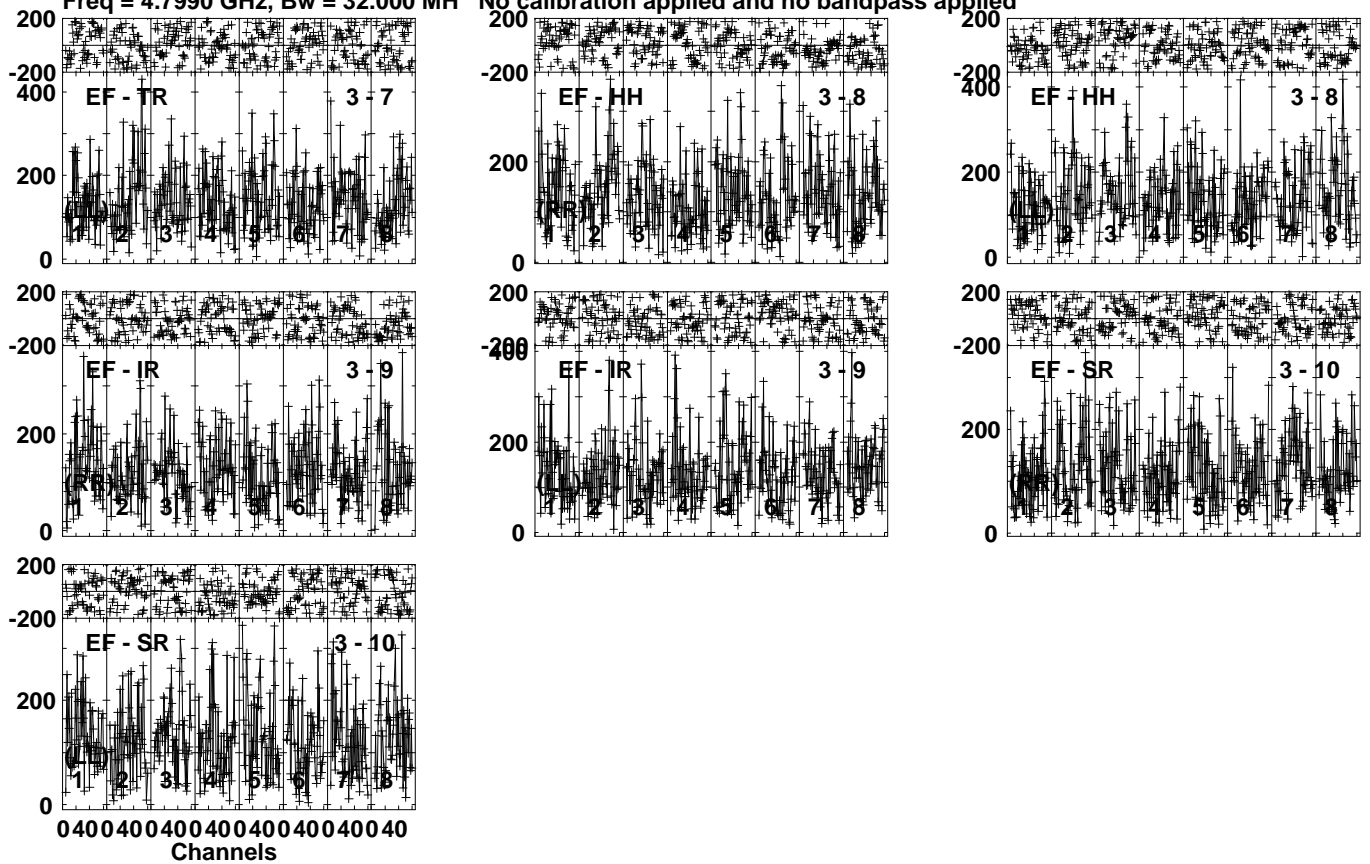 Freq = 4.7990 GHz, Bw = 32.000 MH No calibration applied and no bandpass applied
200
-200
400
200
0
EF - TR 3 - 7
(LL)
1 2 3 4 5 6 7 8
200
-200
200
0
EF - HH 3 - 8
(RR)
1 2 3 4 5 6 7 8
200
-200
400
200
0
EF - HH 3 - 8
(LL)
1 2 3 4 5 6 7 8
200
-200
200
0
EF - IR 3 - 9
(RR)
1 2 3 4 5 6 7 8
200
-200
400
200
0
EF - IR 3 - 9
(LL)
1 2 3 4 5 6 7 8
200
-200
200
0
EF - SR 3 - 10
(RR)
1 2 3 4 5 6 7 8
200
-200
200
0
EF - SR 3 - 10
(LL)
1 2 3 4 5 6 7 8
0 40 0 40 0 40 0 40 0 40 0 40 0 40 0 40
Channels